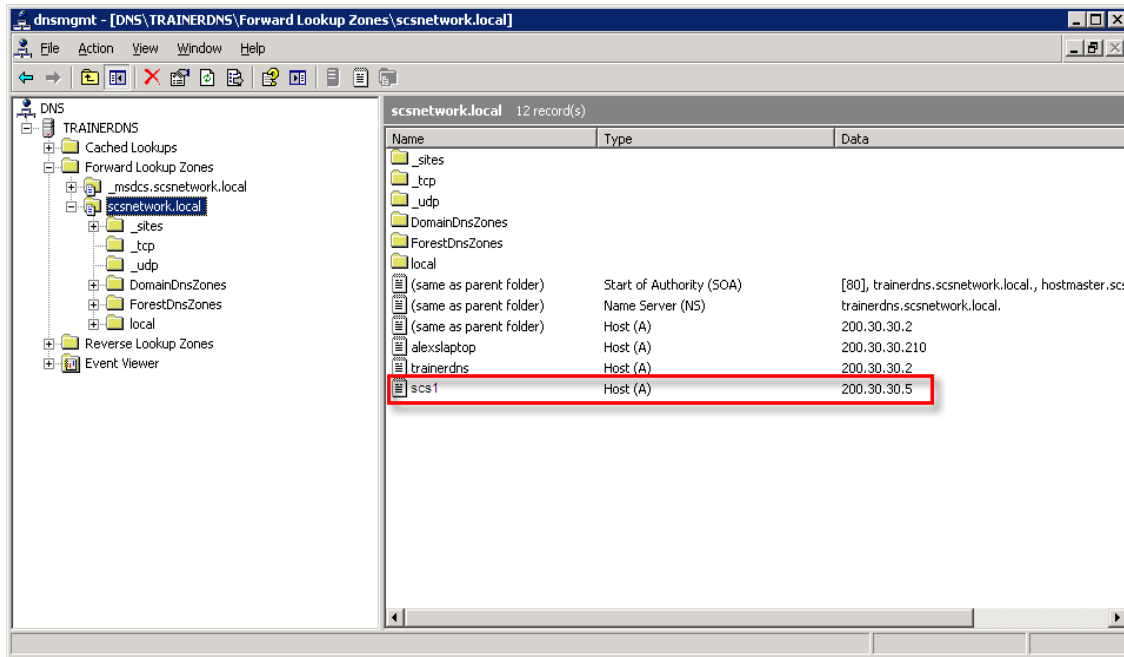 dnsmgmt - [DNS\TRAINERDNS\Forward Lookup Zones\scsnetwork.local]
File Action View Window Help
DNS
TRAINERDNS
Cached Lookups
Forward Lookup Zones
_msdcs.scsnetwork.local
scsnetwork.local
_sites
_tcp
_udp
DomainDnsZones
ForestDnsZones
local
Reverse Lookup Zones
Event Viewer
scsnetwork.local 12 record(s)
Name Type Data
_sites
_tcp
_udp
DomainDnsZones
ForestDnsZones
local
(same as parent folder) Start of Authority (SOA) [80], trainerdns.scsnetwork.local., hostmaster.scs
(same as parent folder) Name Server (NS) trainerdns.scsnetwork.local.
(same as parent folder) Host (A) 200.30.30.2
alexslaptop Host (A) 200.30.30.210
trainerdns Host (A) 200.30.30.2
scs1 Host (A) 200.30.30.5